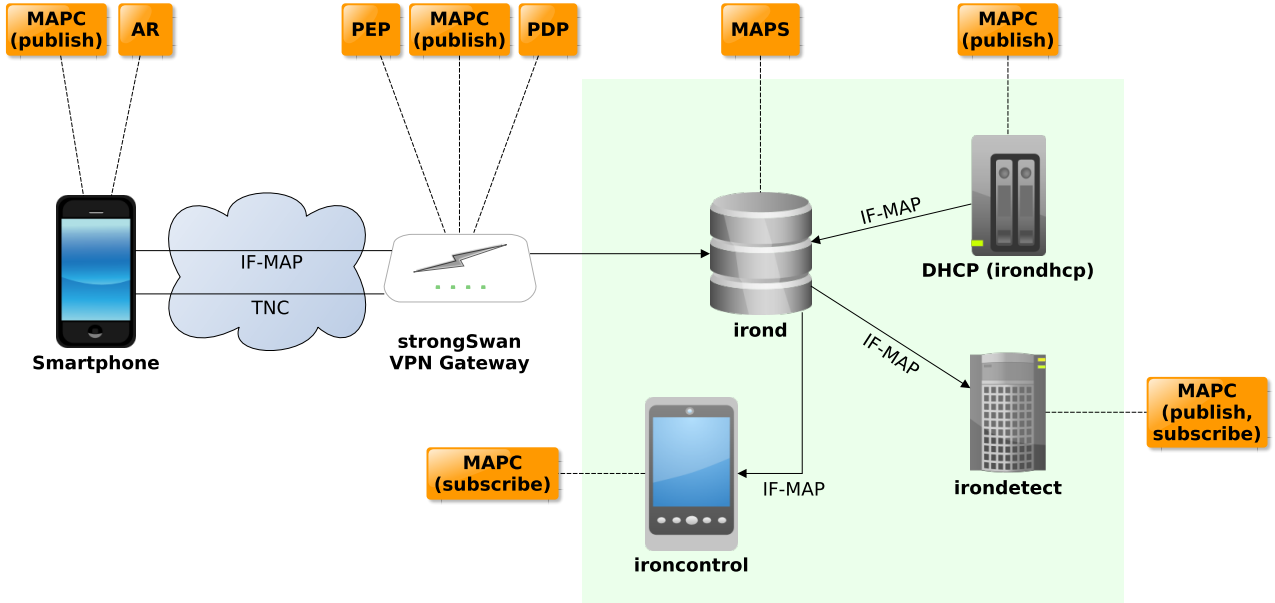 MAPC
(publish)
AR
PEP
MAPC
(publish)
PDP
MAPS
MAPC
(publish)
IF-MAP
TNC
Smartphone
strongSwan
VPN Gateway
irond
IF-MAP
DHCP (irondhcp)
IF-MAP
MAPC
(publish,
subscribe)
irondetect
MAPC
(subscribe)
IF-MAP
ironcontrol